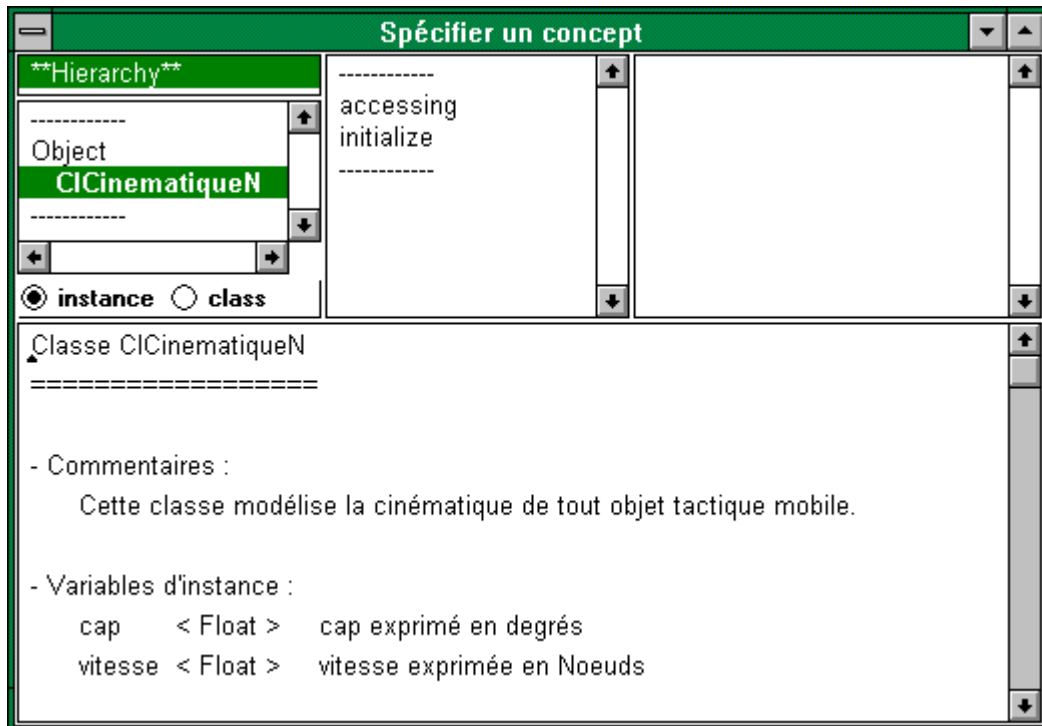 Spécifier un concept
**Hierarchy**
------------
Object
ClCinematiqueN
------------
instance class
------------
accessing
initialize
------------
Classe ClCinematiqueN
==================
- Commentaires :
Cette classe modélise la cinématique de tout objet tactique mobile.
- Variables d'instance :
cap < Float > cap exprimé en degrés
vitesse < Float > vitesse exprimée en Noeuds